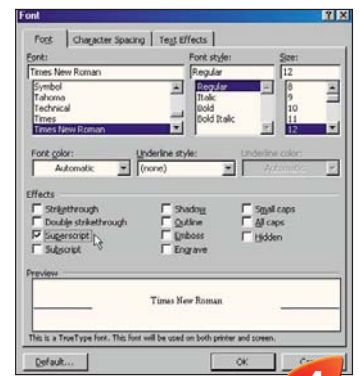 Font
Font Character Spacing Text Effects
Font: Font style: Size:
Times New Roman Regular 12
Symbol Regular 8
Tahoma Italic 9
Technical Bold 10
Times Bold Italic 11
Times New Roman 12
Font color: Underline style: Underline color:
Automatic (none) Automatic
Effects
Strikethrough Shadow Small caps
Double strikethrough Outline All caps
Superscript Emboss Hidden
Subscript Engrave
Preview
Times New Roman
This is a TrueType font. This font will be used on both printer and screen.
Default... OK